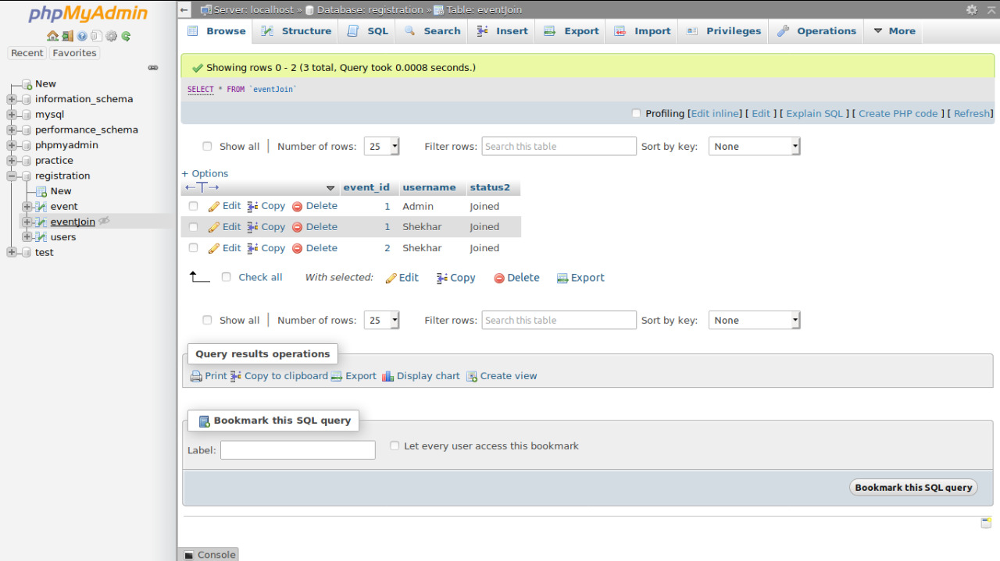 phpMyAdmin
Recent Favorites
New
information_schema
mysql
performance_schema
phpmyadmin
practice
registration
New
event
eventJoin
users
test
Server: localhost » Database: registration » Table: eventJoin
Browse Structure SQL Search Insert Export Import Privileges Operations More
Showing rows 0 - 2 (3 total, Query took 0.0008 seconds.)
SELECT * FROM `eventJoin`
Profiling [Edit inline] [ Edit ] [ Explain SQL ] [ Create PHP code ] [ Refresh]
Show all Number of rows: 25 Filter rows: Search this table Sort by key: None
+ Options
event_id username status2
Edit Copy Delete 1 Admin Joined
Edit Copy Delete 1 Shekhar Joined
Edit Copy Delete 2 Shekhar Joined
Check all With selected: Edit Copy Delete Export
Show all Number of rows: 25 Filter rows: Search this table Sort by key: None
Query results operations
Print Copy to clipboard Export Display chart Create view
Bookmark this SQL query
Label: Let every user access this bookmark
Bookmark this SQL query
Console